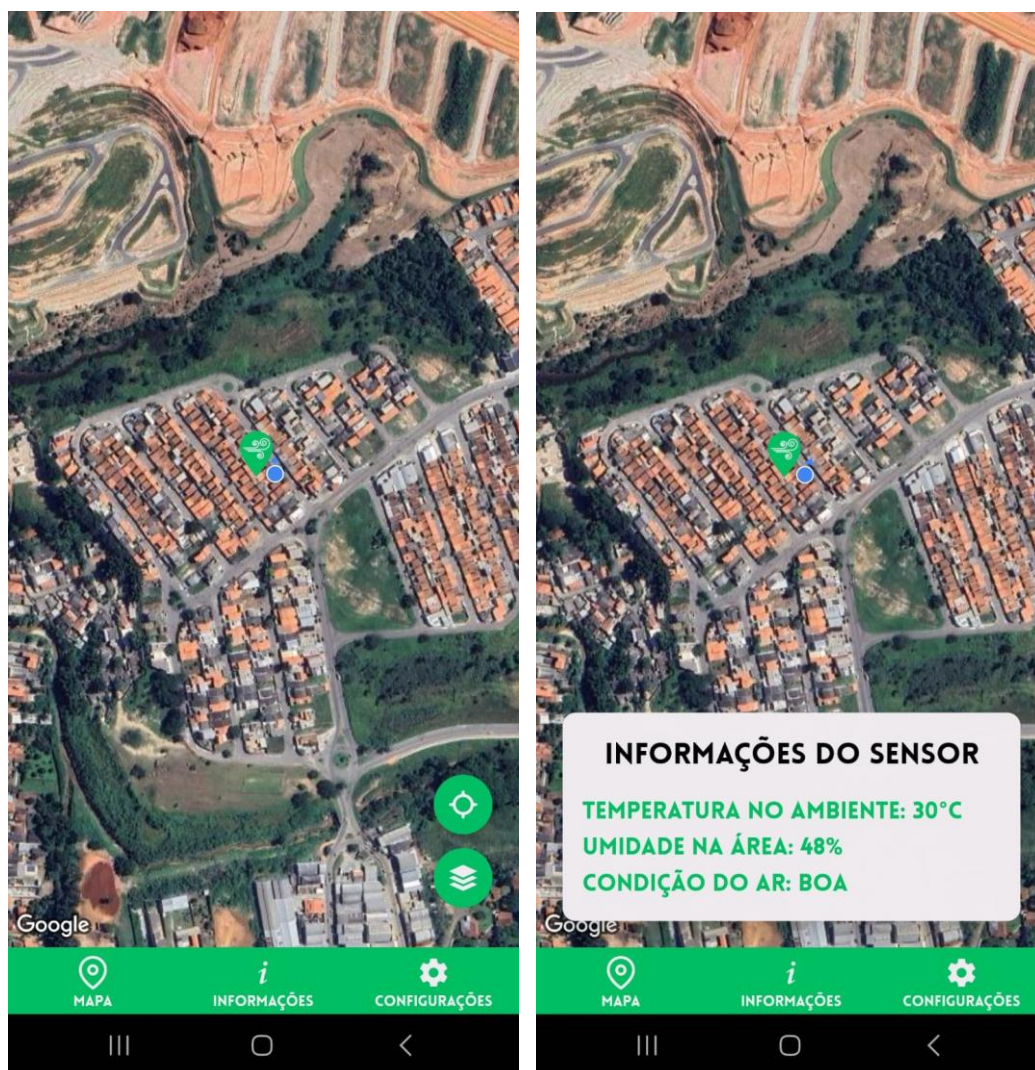 Google
MAPA
INFORMAÇÕES
CONFIGURAÇÕES
INFORMAÇÕES DO SENSOR
TEMPERATURA NO AMBIENTE: 30°C
UMIDADE NA ÁREA: 48%
CONDIÇÃO DO AR: BOA
Google
MAPA
INFORMAÇÕES
CONFIGURAÇÕES